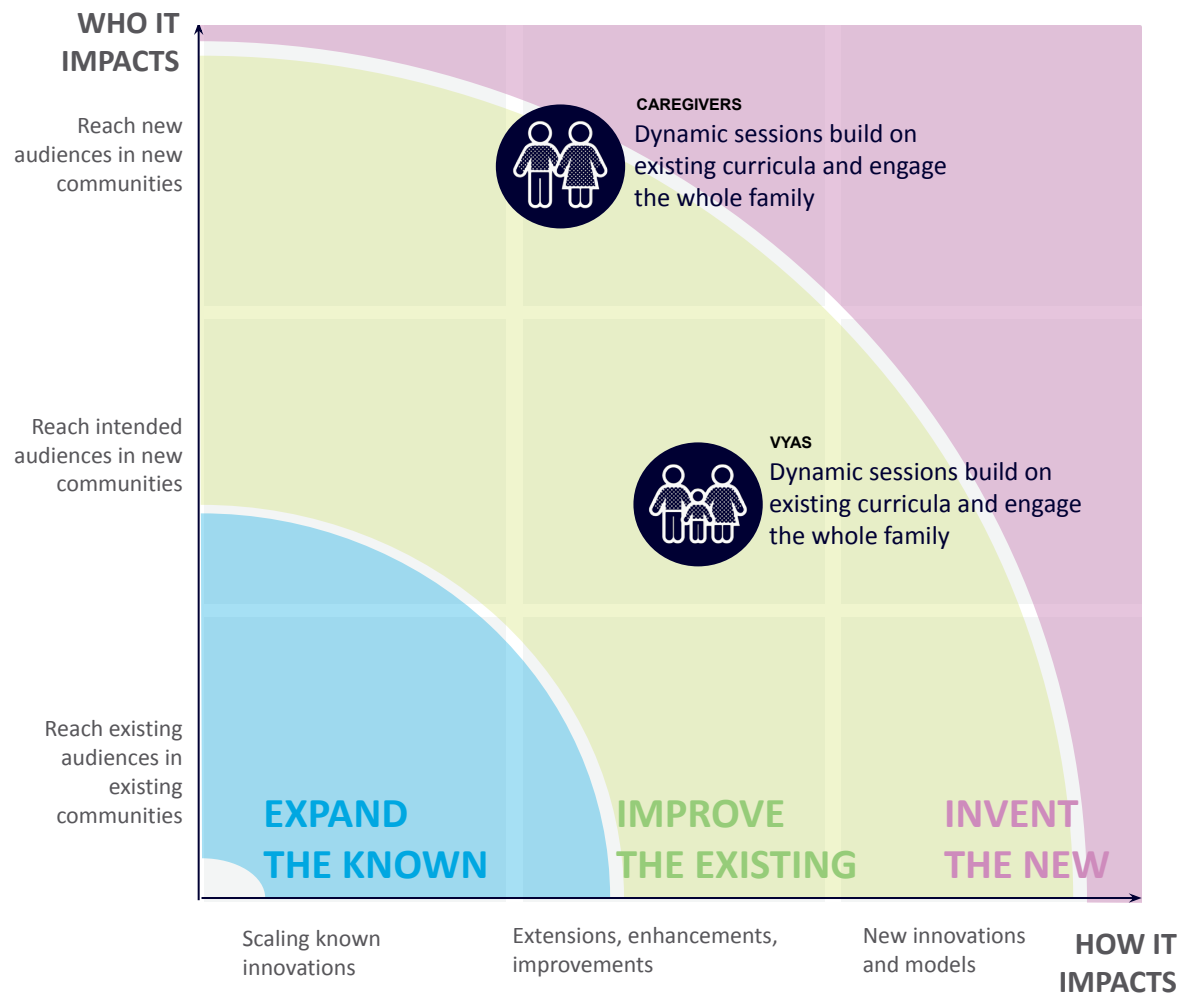 WHO IT
IMPACTS
Reach new
audiences in new
communities
CAREGIVERS
Dynamic sessions build on
existing curricula and engage
the whole family
Reach intended
audiences in new
communities
VYAS
Dynamic sessions build on
existing curricula and engage
the whole family
Reach existing
audiences in
existing
communities
EXPAND
THE KNOWN
IMPROVE
THE EXISTING
INVENT
THE NEW
Scaling known
innovations
Extensions, enhancements,
improvements
New innovations
and models
HOW IT
IMPACTS